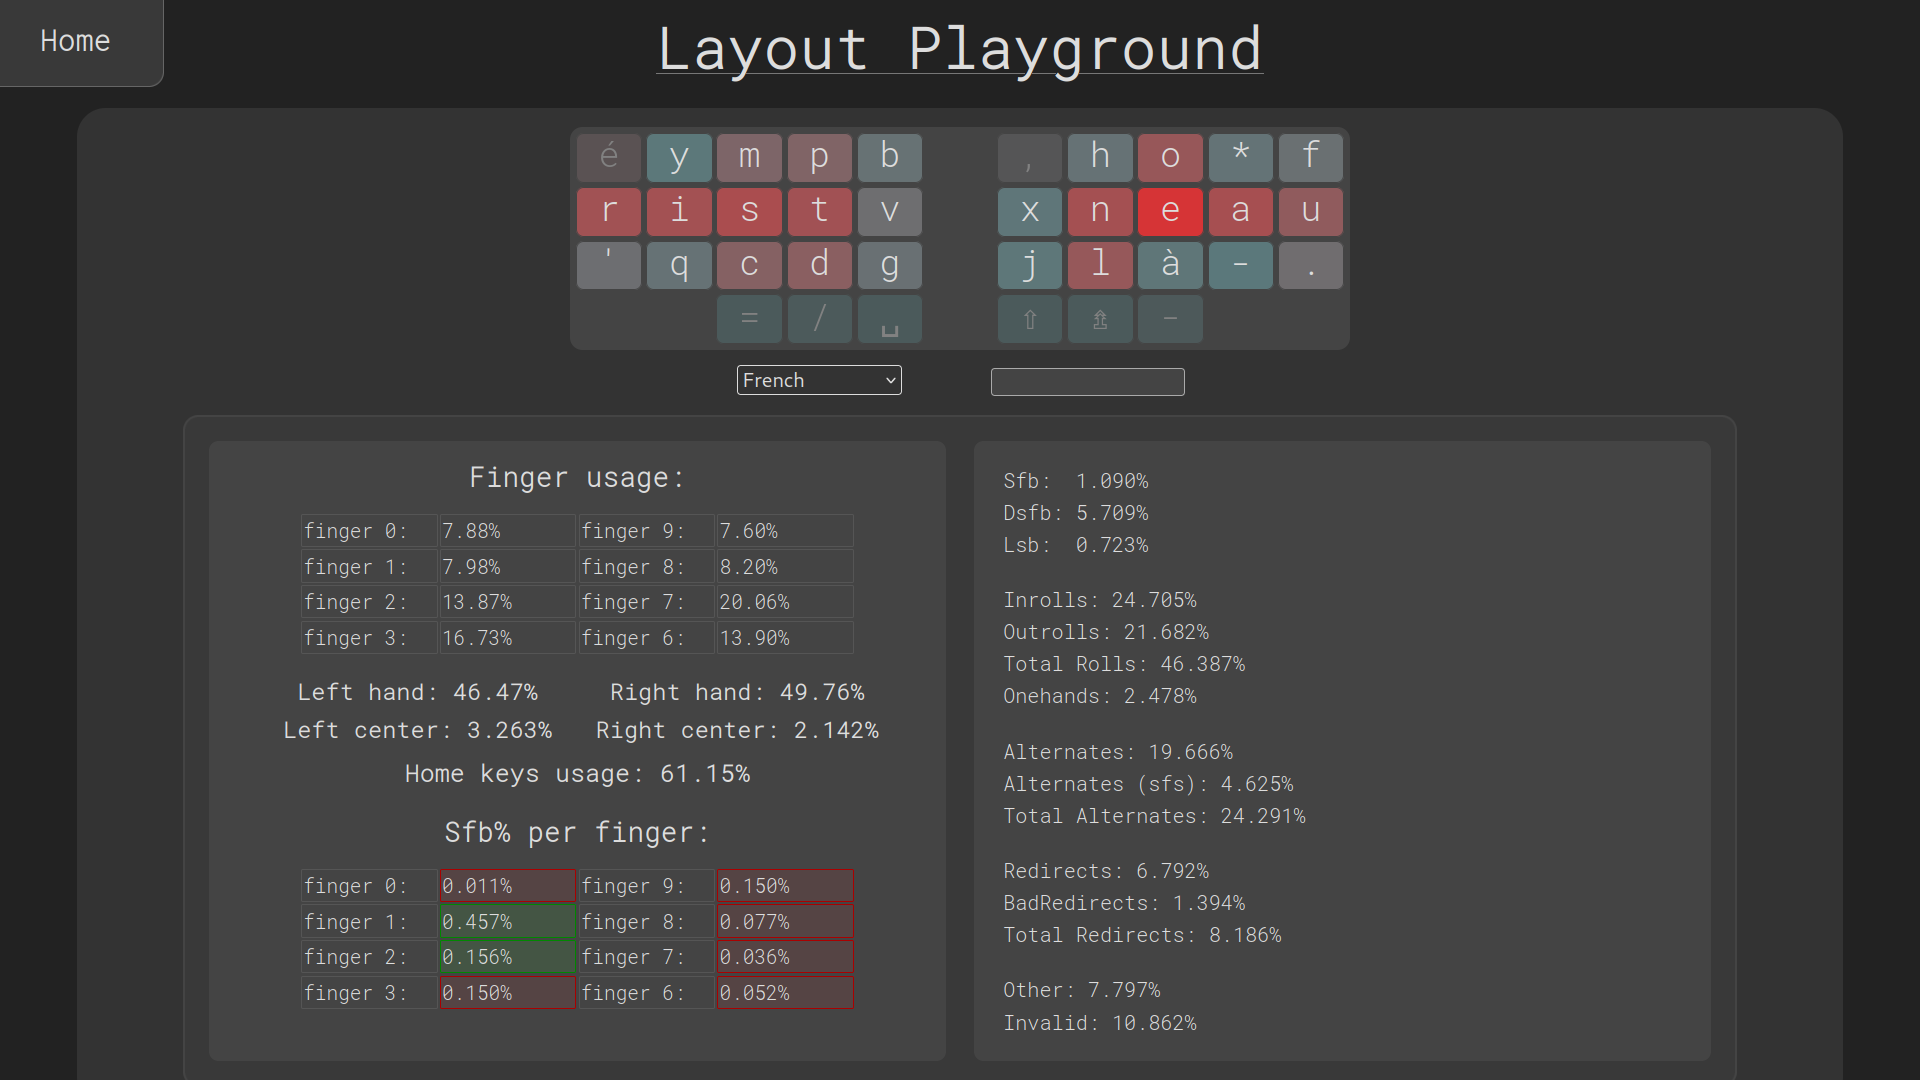 Home
Layout Playground
é y m p b , h o * f
r i s t v x n e a u
' q c d g j l à - .
= / ␣ ⇧ ⇯ -
French
Finger usage:
finger 0: 7.88% finger 9: 7.60%
finger 1: 7.98% finger 8: 8.20%
finger 2: 13.87% finger 7: 20.06%
finger 3: 16.73% finger 6: 13.90%
Left hand: 46.47% Right hand: 49.76%
Left center: 3.263% Right center: 2.142%
Home keys usage: 61.15%
Sfb% per finger:
finger 0: 0.011% finger 9: 0.150%
finger 1: 0.457% finger 8: 0.077%
finger 2: 0.156% finger 7: 0.036%
finger 3: 0.150% finger 6: 0.052%
Sfb: 1.090%
Dsfb: 5.709%
Lsb: 0.723%
Inrolls: 24.705%
Outrolls: 21.682%
Total Rolls: 46.387%
Onehands: 2.478%
Alternates: 19.666%
Alternates (sfs): 4.625%
Total Alternates: 24.291%
Redirects: 6.792%
BadRedirects: 1.394%
Total Redirects: 8.186%
Other: 7.797%
Invalid: 10.862%